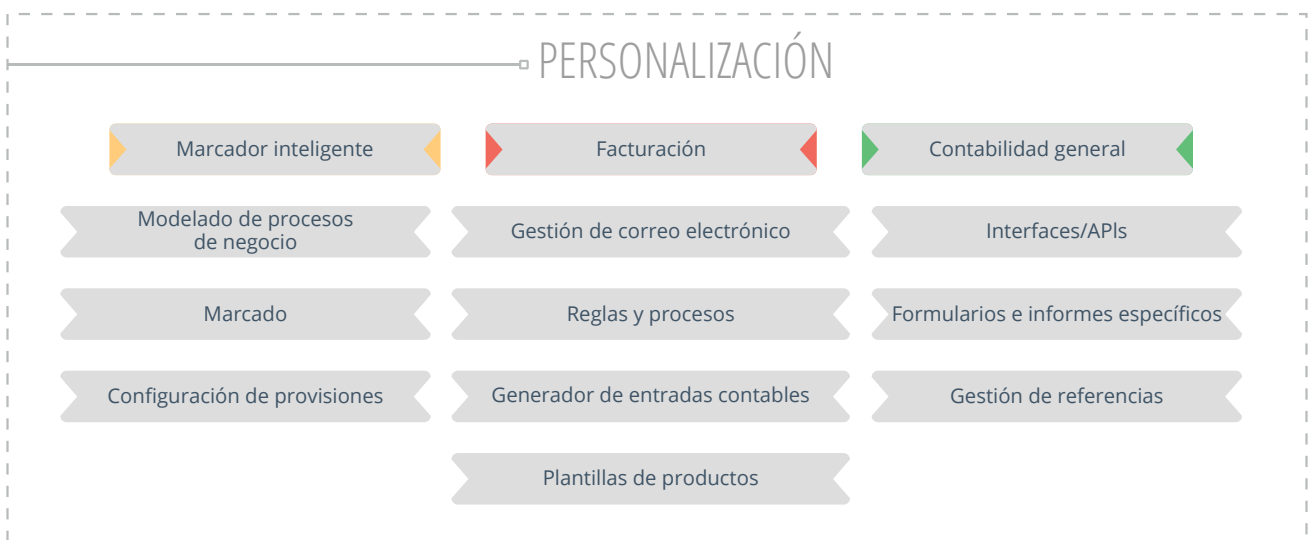 PERSONALIZACIÓN
Marcador inteligente
Facturación
Contabilidad general
Modelado de procesos
de negocio
Gestión de correo electrónico
Interfaces/APIs
Marcado
Reglas y procesos
Formularios e informes específicos
Configuración de provisiones
Generador de entradas contables
Gestión de referencias
Plantillas de productos